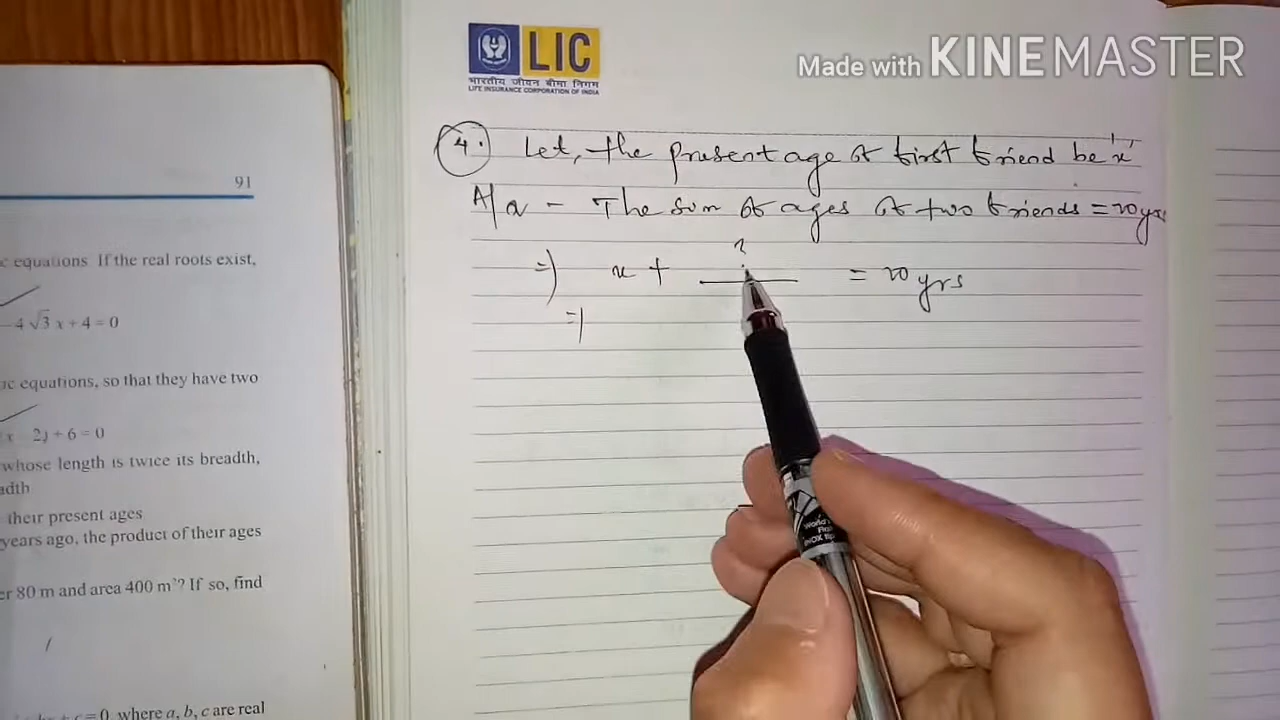 Made with KINEMASTER
LIC
भारतीय जीवन बीमा निगम
LIFE INSURANCE CORPORATION OF INDIA
91
c equations. If the real roots exist,
-4√3x+4=0
ic equations, so that they have two
x 2) + 6 = 0
whose length is twice its breadth,
adth
their present ages
years ago, the product of their ages
er 80 m and area 400 m²? If so, find
= 0, where a, b, c are real
4. Let, the present age of first friend be 'x'
A/Q - The sum of ages of two friends = 20 yrs
=) x + ? = 20 yrs
=)